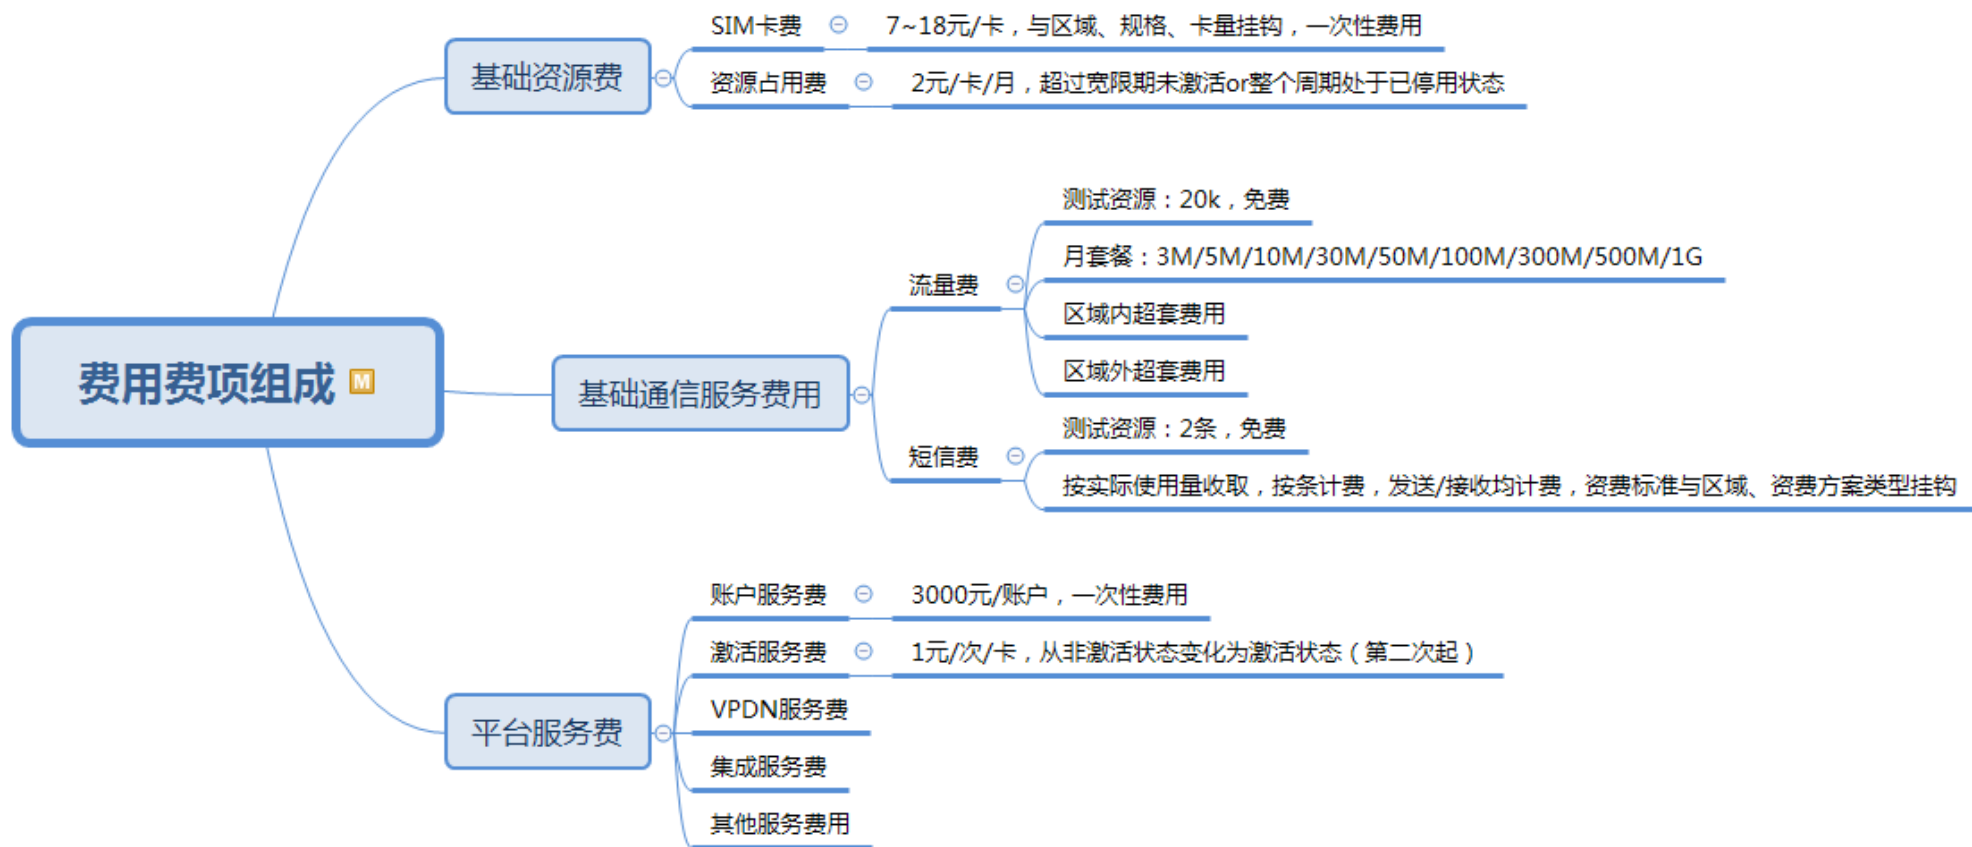 SIM卡费
7~18元/卡，与区域、规格、卡量挂钩，一次性费用
基础资源费
资源占用费
2元/卡/月，超过宽限期未激活or整个周期处于已停用状态
测试资源：20k，免费
月套餐：3M/5M/10M/30M/50M/100M/300M/500M/1G
流量费
区域内超套费用
区域外超套费用
费用费项组成 M
基础通信服务费用
测试资源：2条，免费
短信费
按实际使用量收取，按条计费，发送/接收均计费，资费标准与区域、资费方案类型挂钩
账户服务费
3000元/账户，一次性费用
激活服务费
1元/次/卡，从非激活状态变化为激活状态（第二次起）
VPDN服务费
平台服务费
集成服务费
其他服务费用